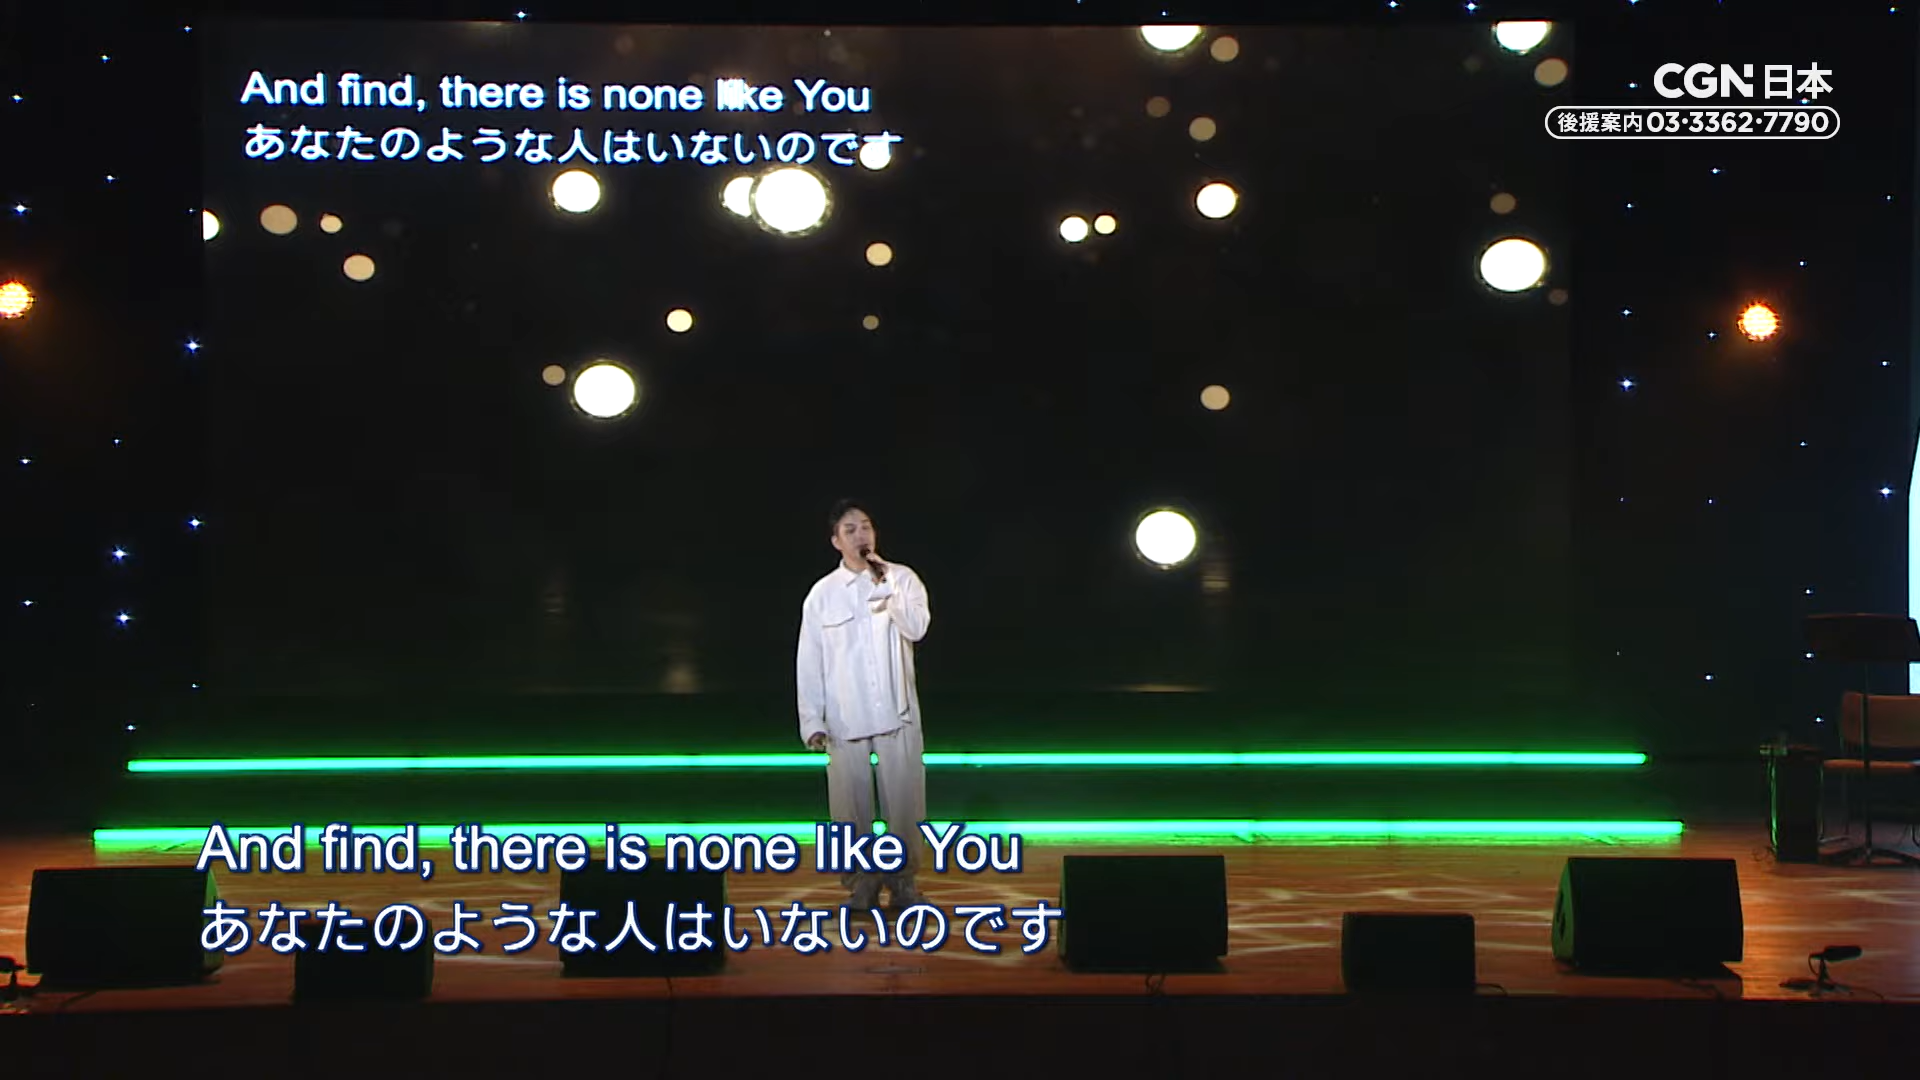 And find, there is none like You
あなたのような人はいないのです
CGN 日本
後援案内 03·3362·7790
And find, there is none like You
あなたのような人はいないのです